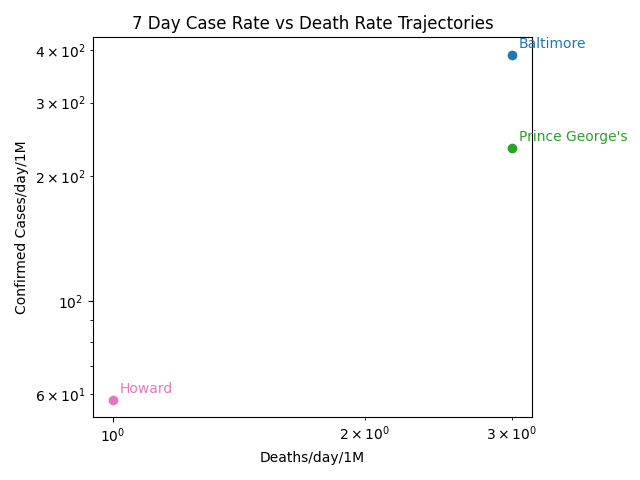 7 Day Case Rate vs Death Rate Trajectories
Baltimore
Prince George's
Howard
4 × 10²
3 × 10²
2 × 10²
10²
6 × 10¹
Confirmed Cases/day/1M
10⁰
2 × 10⁰
3 × 10⁰
Deaths/day/1M